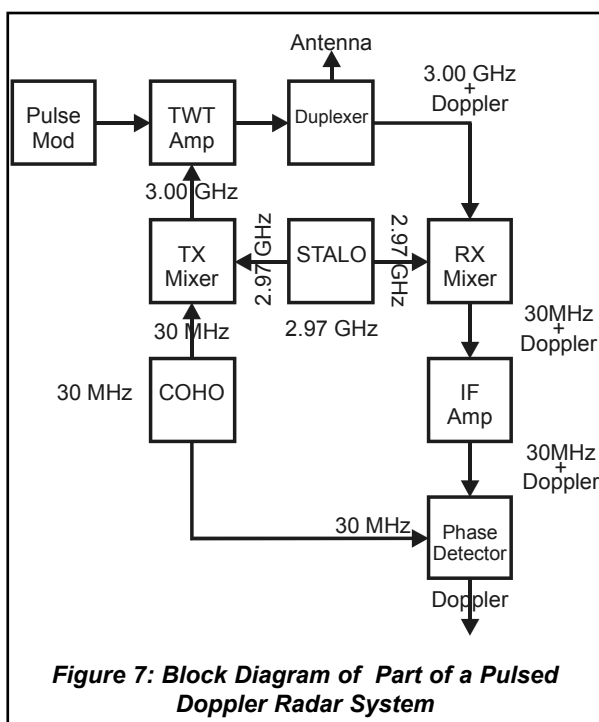 Antenna
3.00 GHz
+
Doppler
Pulse
Mod
TWT
Amp
Duplexer
3.00 GHz
TX
Mixer
2.97 GHz
STALO
2.97 GHz
RX
Mixer
30 MHz
2.97 GHz
30MHz
+
Doppler
30 MHz
COHO
IF
Amp
30MHz
+
Doppler
30 MHz
Phase
Detector
Doppler
Figure 7: Block Diagram of Part of a Pulsed
Doppler Radar System